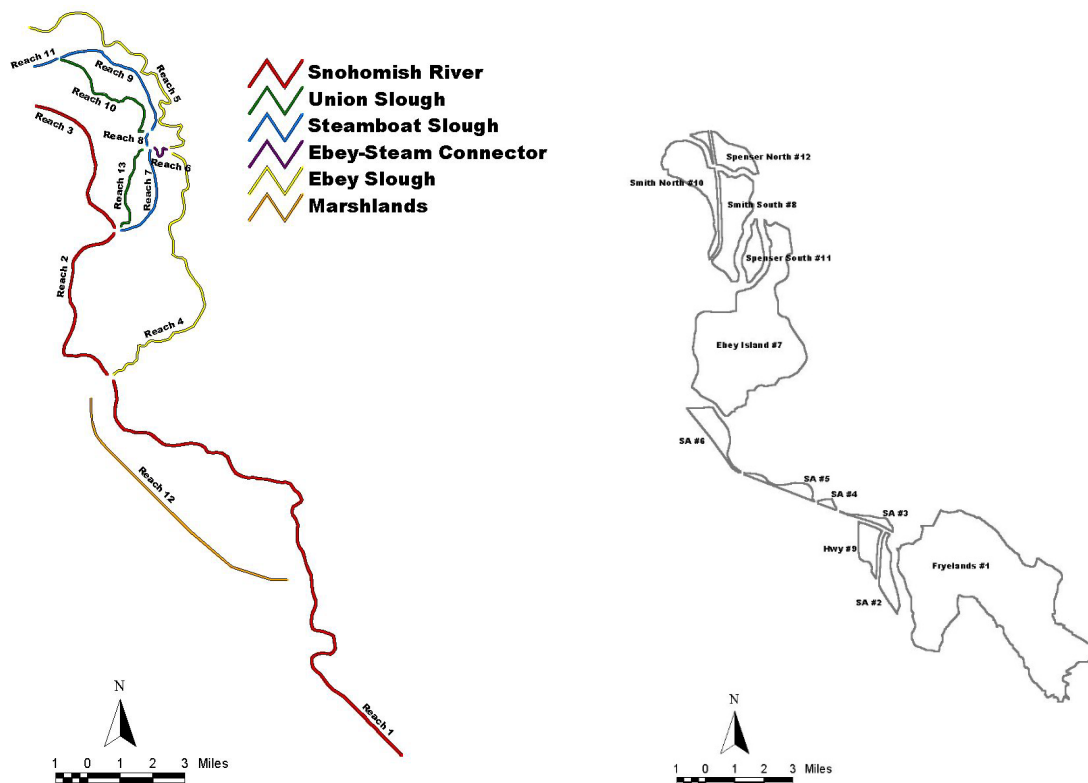 Reach 11
Reach 9
Reach 5
Reach 10
Reach 3
Reach 8
Reach 6
Reach 13
Reach 7
Reach 2
Reach 4
Reach 12
Reach 1
Snohomish River
Union Slough
Steamboat Slough
Ebey-Steam Connector
Ebey Slough
Marshlands
N
1 0 1 2 3 Miles
Spenser North #12
Smith North #10
Smith South #8
Spenser South #11
Ebey Island #7
SA #6
SA #5
SA #4
SA #3
Hwy #9
Fryelands #1
SA #2
N
1 0 1 2 3 Miles